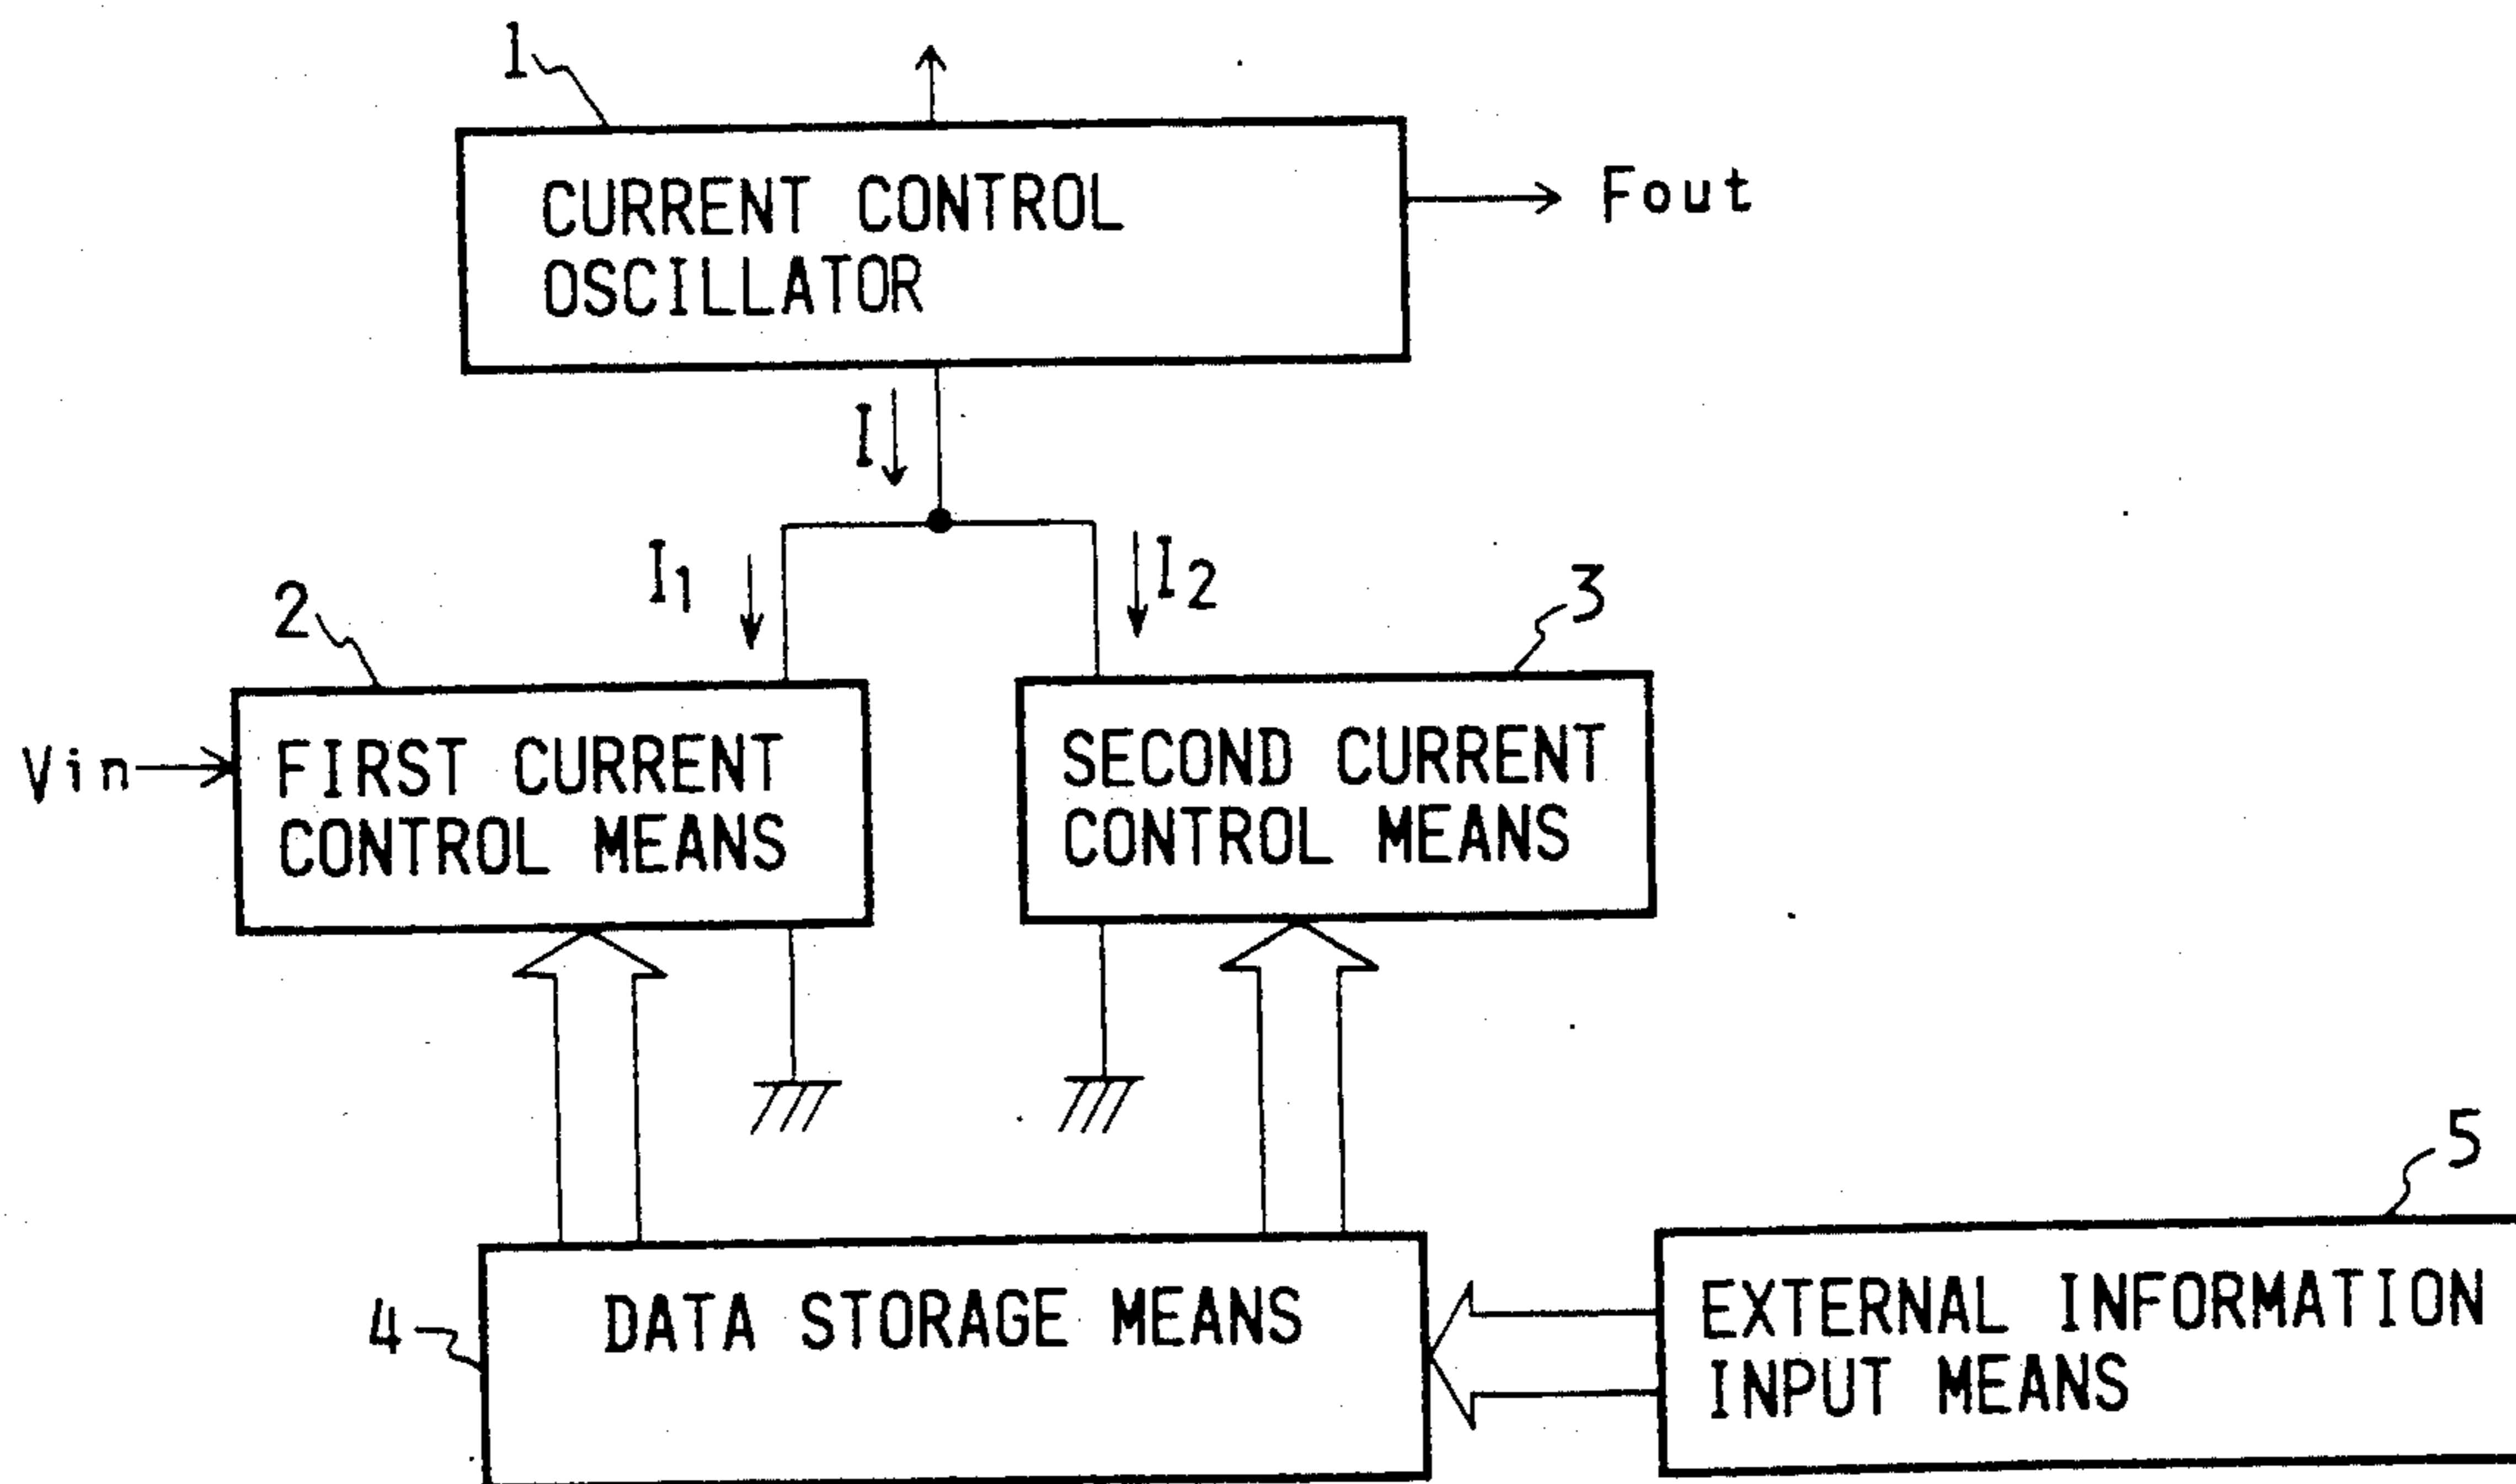 1
CURRENT CONTROL
OSCILLATOR
Fout
I
I1
I2
2
3
Vin
FIRST CURRENT
CONTROL MEANS
SECOND CURRENT
CONTROL MEANS
5
4
DATA STORAGE MEANS
EXTERNAL INFORMATION
INPUT MEANS